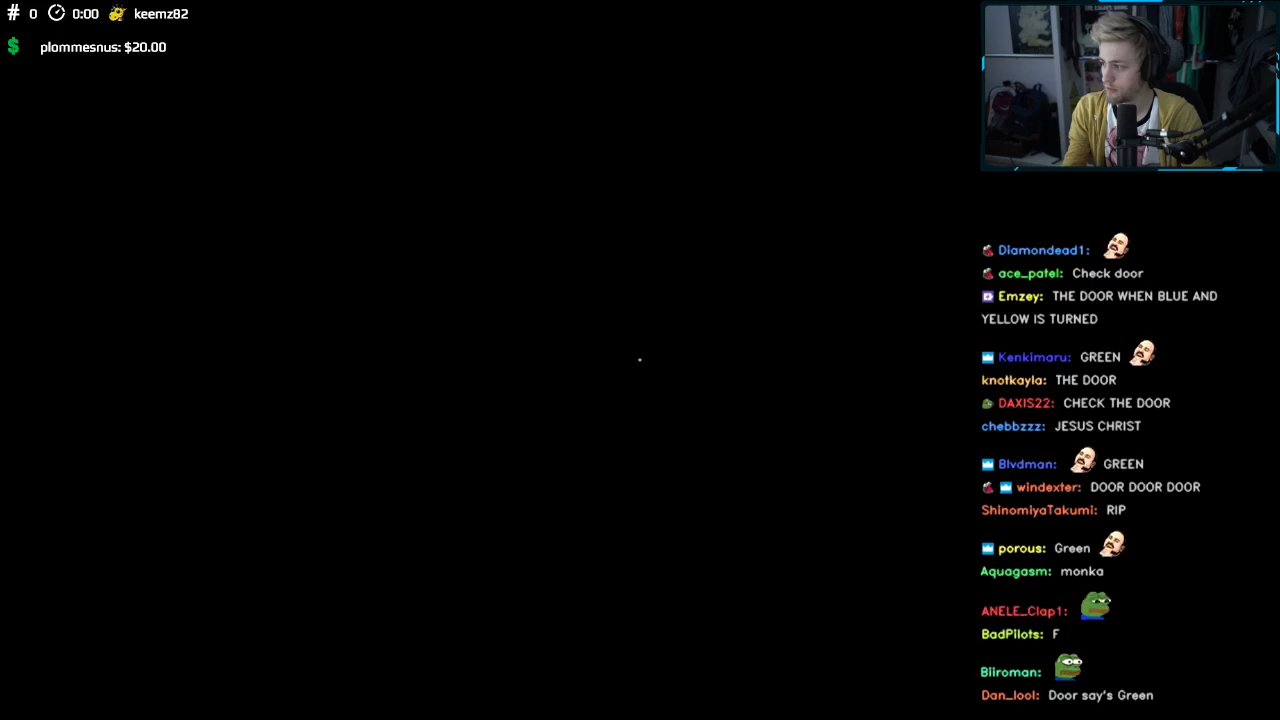 # 0 0:00 keemz82
$ plommesnus: $20.00
Diamondead1:
ace_patel: Check door
Emzey: THE DOOR WHEN BLUE AND
YELLOW IS TURNED
Kenkimaru: GREEN
knotkayla: THE DOOR
DAXIS22: CHECK THE DOOR
chebbzzz: JESUS CHRIST
Blvdman: GREEN
windexter: DOOR DOOR DOOR
ShinomiyaTakumi: RIP
porous: Green
Aquagasm: monka
ANELE_Clap1:
BadPilots: F
Biiroman:
Dan_lool: Door say's Green